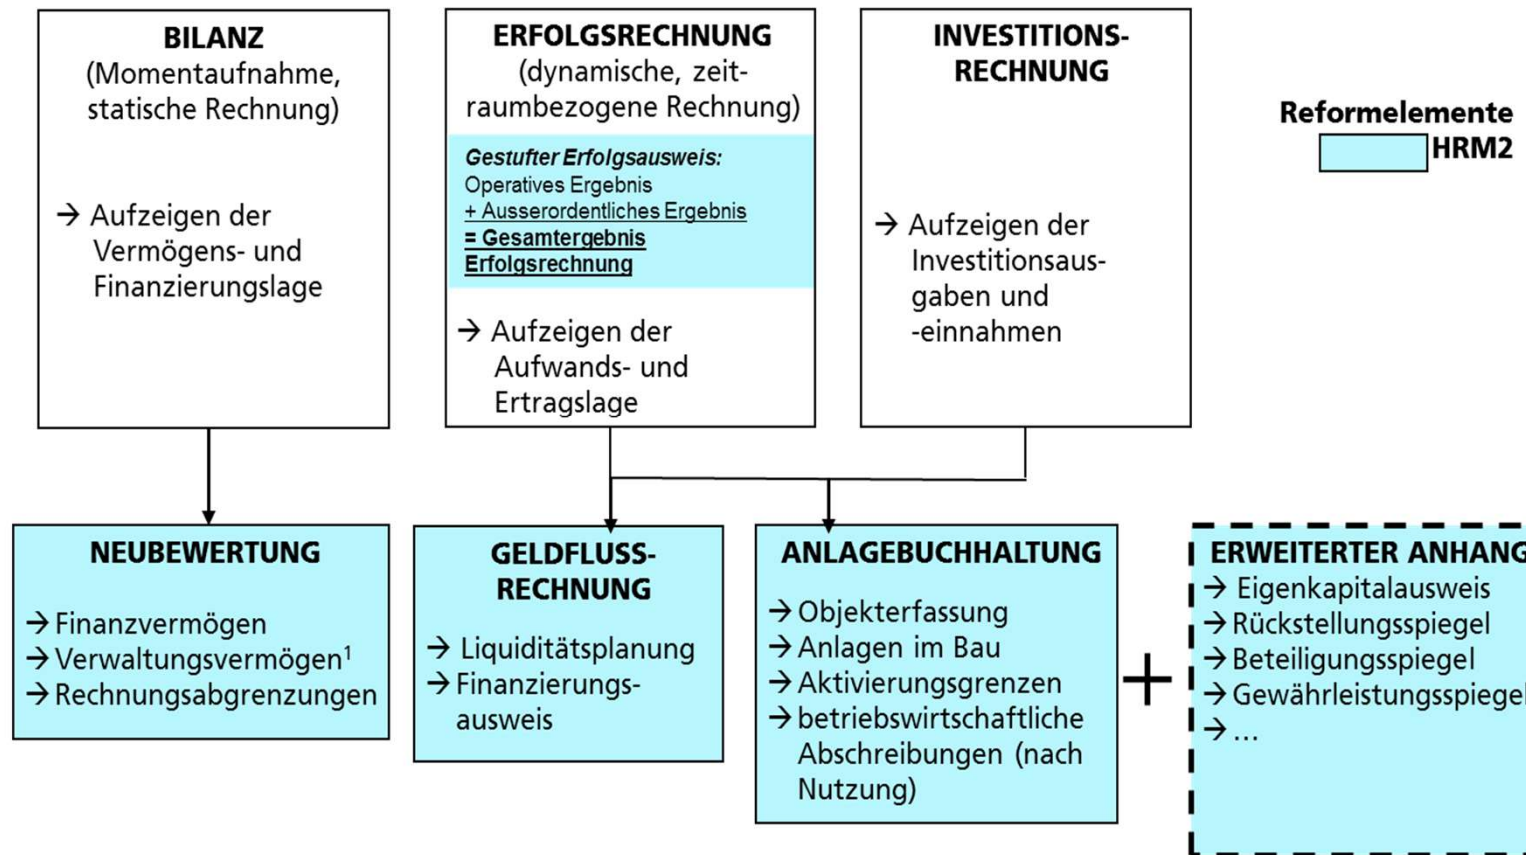 BILANZ
(Momentaufnahme,
statische Rechnung)
→ Aufzeigen der
Vermögens- und
Finanzierungslage
ERFOLGSRECHNUNG
(dynamische, zeit-
raumbezogene Rechnung)
Gestufter Erfolgsausweis:
Operatives Ergebnis
+ Ausserordentliches Ergebnis
= Gesamtergebnis
Erfolgsrechnung
→ Aufzeigen der
Aufwands- und
Ertragslage
INVESTITIONS-
RECHNUNG
→ Aufzeigen der
Investitionsaus-
gaben und
-einnahmen
Reformelemente
HRM2
NEUBEWERTUNG
→ Finanzvermögen
→ Verwaltungsvermögen¹
→ Rechnungsabgrenzungen
GELDFLUSS-
RECHNUNG
→ Liquiditätsplanung
→ Finanzierungs-
ausweis
ANLAGEBUCHHALTUNG
→ Objekterfassung
→ Anlagen im Bau
→ Aktivierungsgrenzen
→ betriebswirtschaftliche
Abschreibungen (nach
Nutzung)
+
ERWEITERTER ANHANG
→ Eigenkapitalausweis
→ Rückstellungsspiegel
→ Beteiligungsspiegel
→ Gewährleistungsspiegel
→ ...